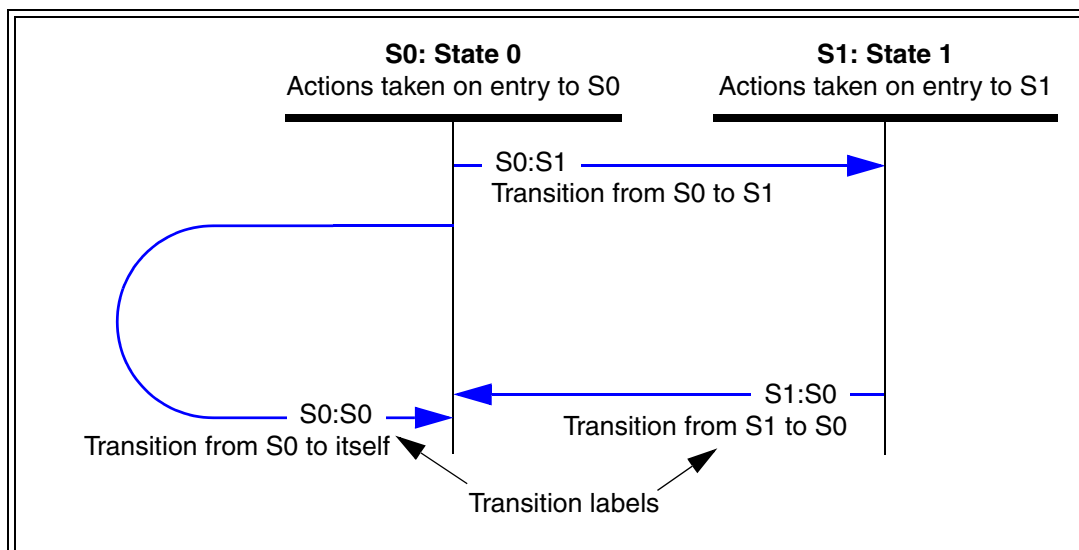 S0: State 0
Actions taken on entry to S0
S1: State 1
Actions taken on entry to S1
S0:S1
Transition from S0 to S1
S0:S0
Transition from S0 to itself
S1:S0
Transition from S1 to S0
Transition labels